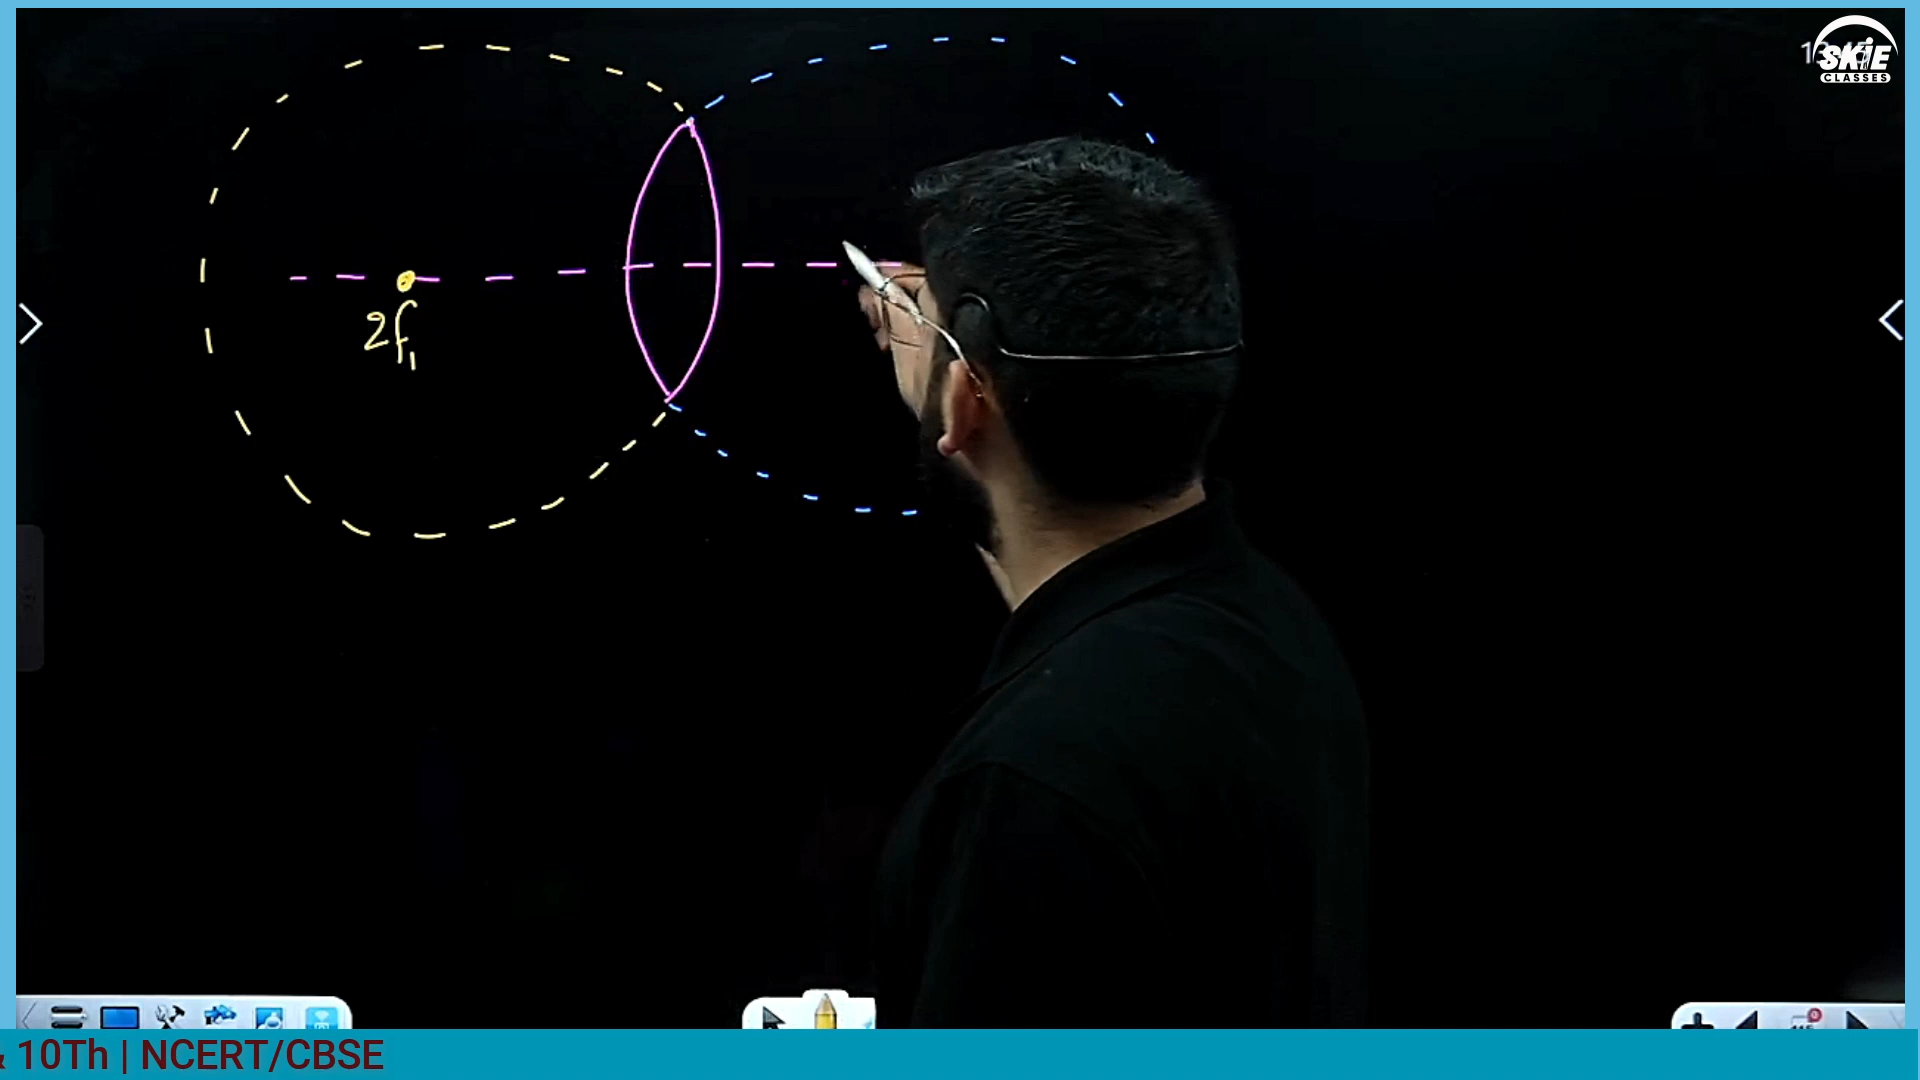 SKiE
CLASSES
2f₁
10Th | NCERT/CBSE